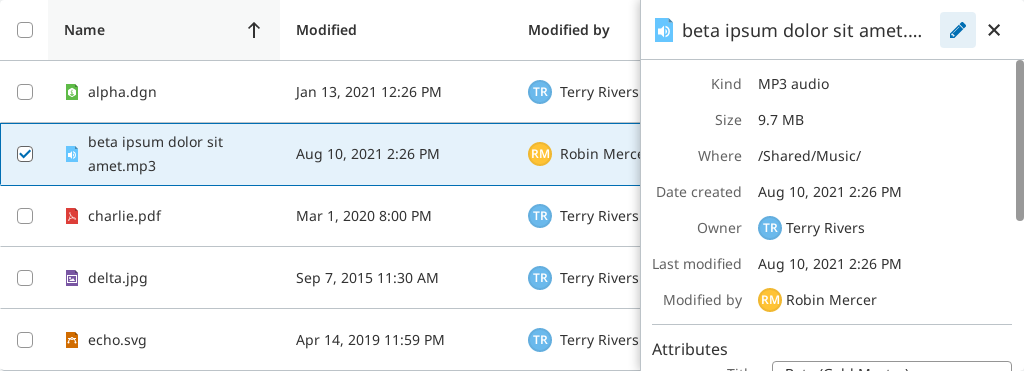 Name Modified Modified by
alpha.dgn Jan 13, 2021 12:26 PM TR Terry Rivers
beta ipsum dolor sit
amet.mp3 Aug 10, 2021 2:26 PM RM Robin
charlie.pdf Mar 1, 2020 8:00 PM TR Terry Rivers
delta.jpg Sep 7, 2015 11:30 AM TR Terry Rivers
echo.svg Apr 14, 2019 11:59 PM TR Terry Rivers
beta ipsum dolor sit amet....
Kind MP3 audio
Size 9.7 MB
Where /Shared/Music/
Date created Aug 10, 2021 2:26 PM
Owner TR Terry Rivers
Last modified Aug 10, 2021 2:26 PM
Modified by RM Robin Mercer
Attributes